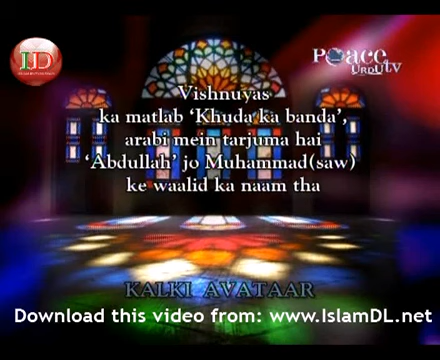 ID
Peace
URDU tv
Vishnuyas
ka matlab ‘Khuda ka banda’,
arabi mein tarjuma hai
‘Abdullah’ jo Muhammad(saw)
ke waalid ka naam tha
KALKI AVATAAR
Download this video from: www.IslamDL.net